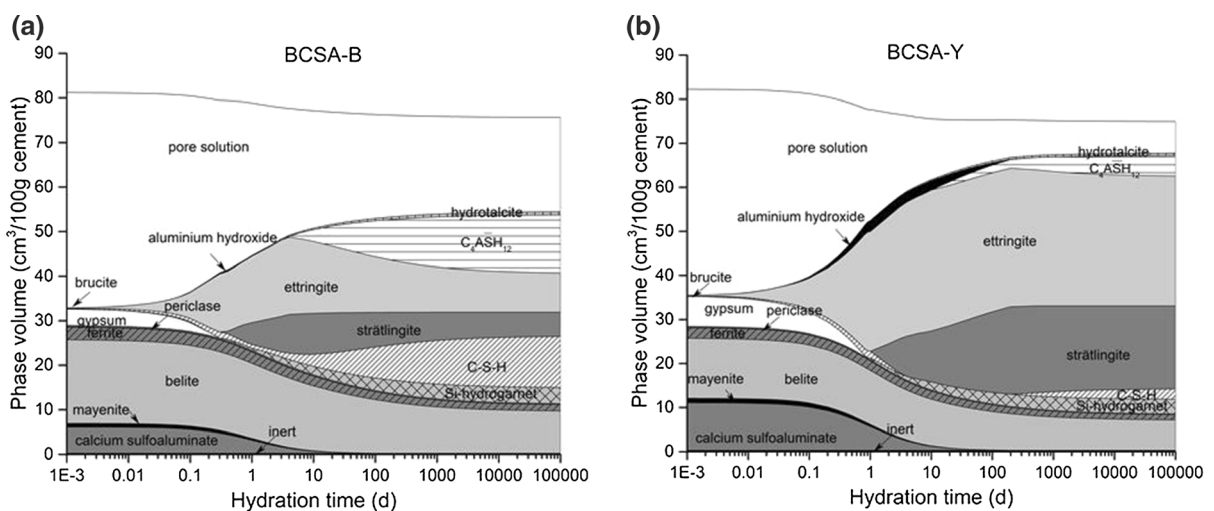 (a)
BCSA-B
Phase volume (cm³/100g cement)
90
80
70
60
50
40
30
20
10
0
pore solution
hydrotalcite
aluminium hydroxide
C₄AS̅H₁₂
brucite
ettringite
periclase
gypsum
ferrite
strätlingite
C-S-H
belite
Si-hydrogarnet
mayenite
calcium sulfoaluminate
inert
1E-3 0.01 0.1 1 10 100 1000 10000 100000
Hydration time (d)
(b)
BCSA-Y
Phase volume (cm³/100g cement)
90
80
70
60
50
40
30
20
10
0
pore solution
hydrotalcite
C₄AS̅H₁₂
aluminium hydroxide
ettringite
brucite
gypsum
periclase
ferrite
strätlingite
mayenite
belite
C-S-H
Si-hydrogamet
calcium sulfoaluminate
inert
1E-3 0.01 0.1 1 10 100 1000 10000 100000
Hydration time (d)